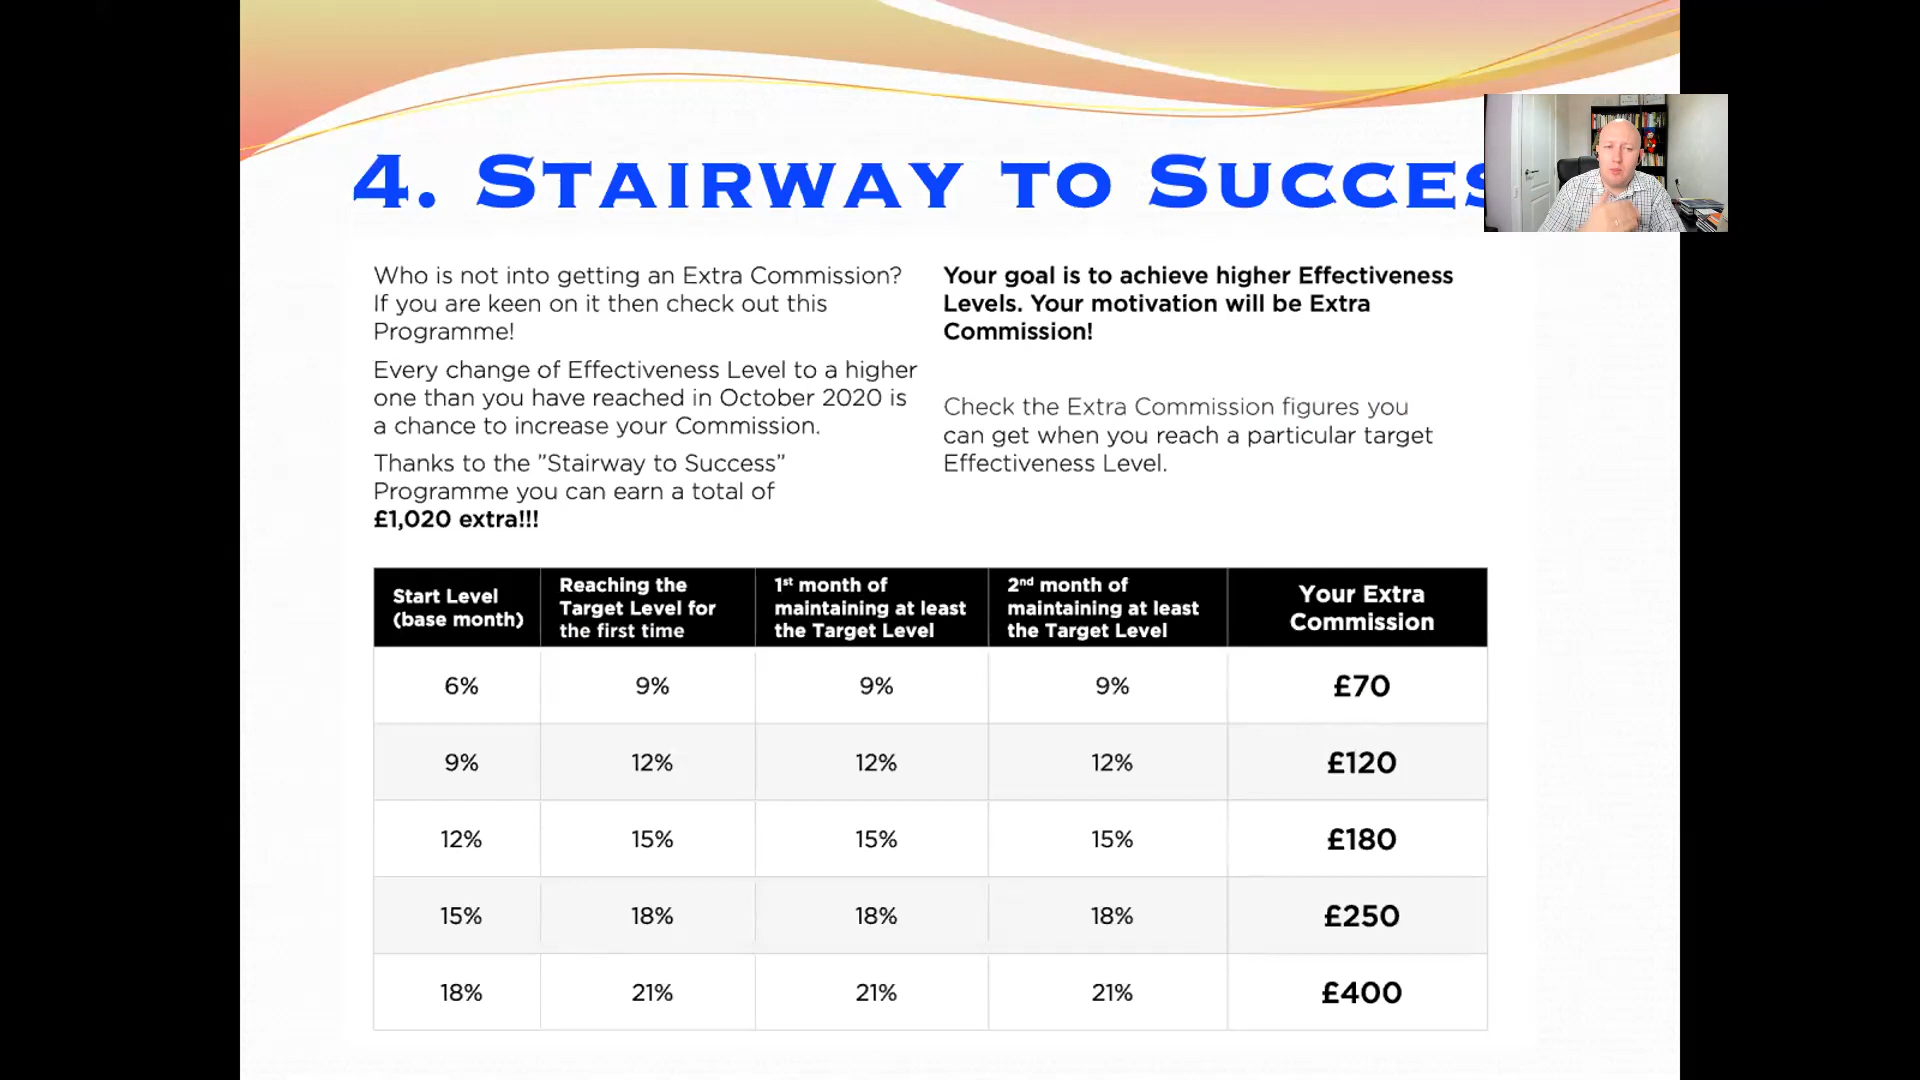 4. STAIRWAY TO SUCCES
Who is not into getting an Extra Commission?
If you are keen on it then check out this
Programme!
Every change of Effectiveness Level to a higher
one than you have reached in October 2020 is
a chance to increase your Commission.
Thanks to the ”Stairway to Success”
Programme you can earn a total of
£1,020 extra!!!
Your goal is to achieve higher Effectiveness
Levels. Your motivation will be Extra
Commission!
Check the Extra Commission figures you
can get when you reach a particular target
Effectiveness Level.
Start Level
(base month)
Reaching the
Target Level for
the first time
1st month of
maintaining at least
the Target Level
2nd month of
maintaining at least
the Target Level
Your Extra
Commission
6% 9% 9% 9% £70
9% 12% 12% 12% £120
12% 15% 15% 15% £180
15% 18% 18% 18% £250
18% 21% 21% 21% £400